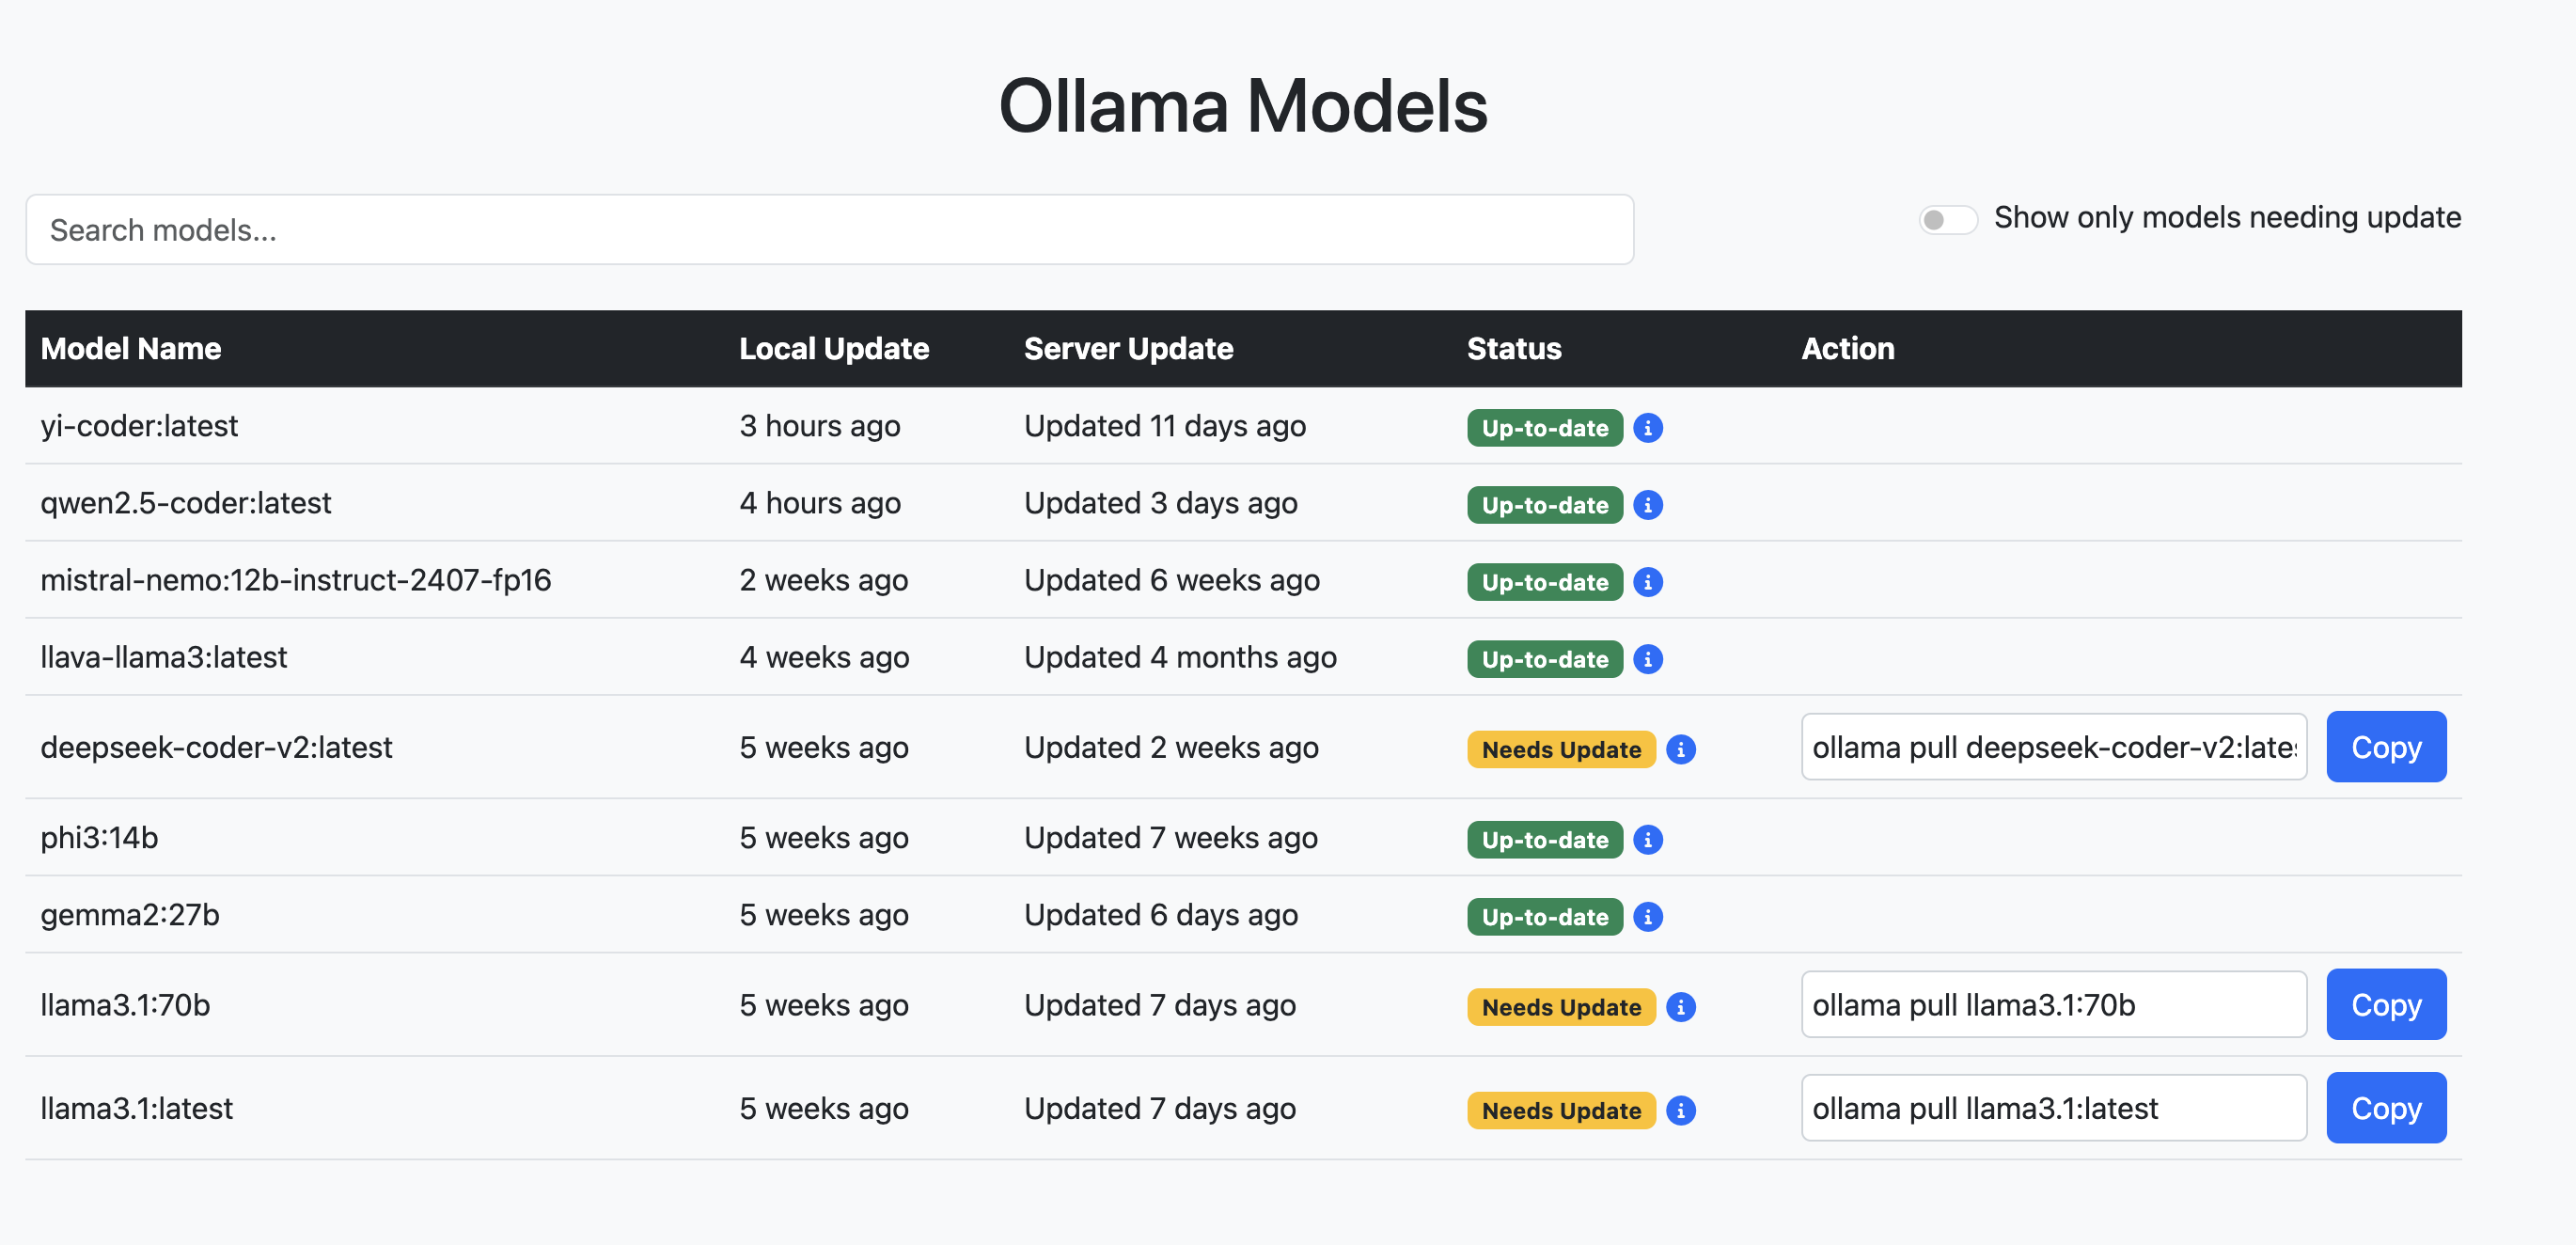 Ollama Models
Search models...
Show only models needing update
Model Name Local Update Server Update Status Action
yi-coder:latest 3 hours ago Updated 11 days ago Up-to-date i
qwen2.5-coder:latest 4 hours ago Updated 3 days ago Up-to-date i
mistral-nemo:12b-instruct-2407-fp16 2 weeks ago Updated 6 weeks ago Up-to-date i
llava-llama3:latest 4 weeks ago Updated 4 months ago Up-to-date i
deepseek-coder-v2:latest 5 weeks ago Updated 2 weeks ago Needs Update i ollama pull deepseek-coder-v2:lates Copy
phi3:14b 5 weeks ago Updated 7 weeks ago Up-to-date i
gemma2:27b 5 weeks ago Updated 6 days ago Up-to-date i
llama3.1:70b 5 weeks ago Updated 7 days ago Needs Update i ollama pull llama3.1:70b Copy
llama3.1:latest 5 weeks ago Updated 7 days ago Needs Update i ollama pull llama3.1:latest Copy